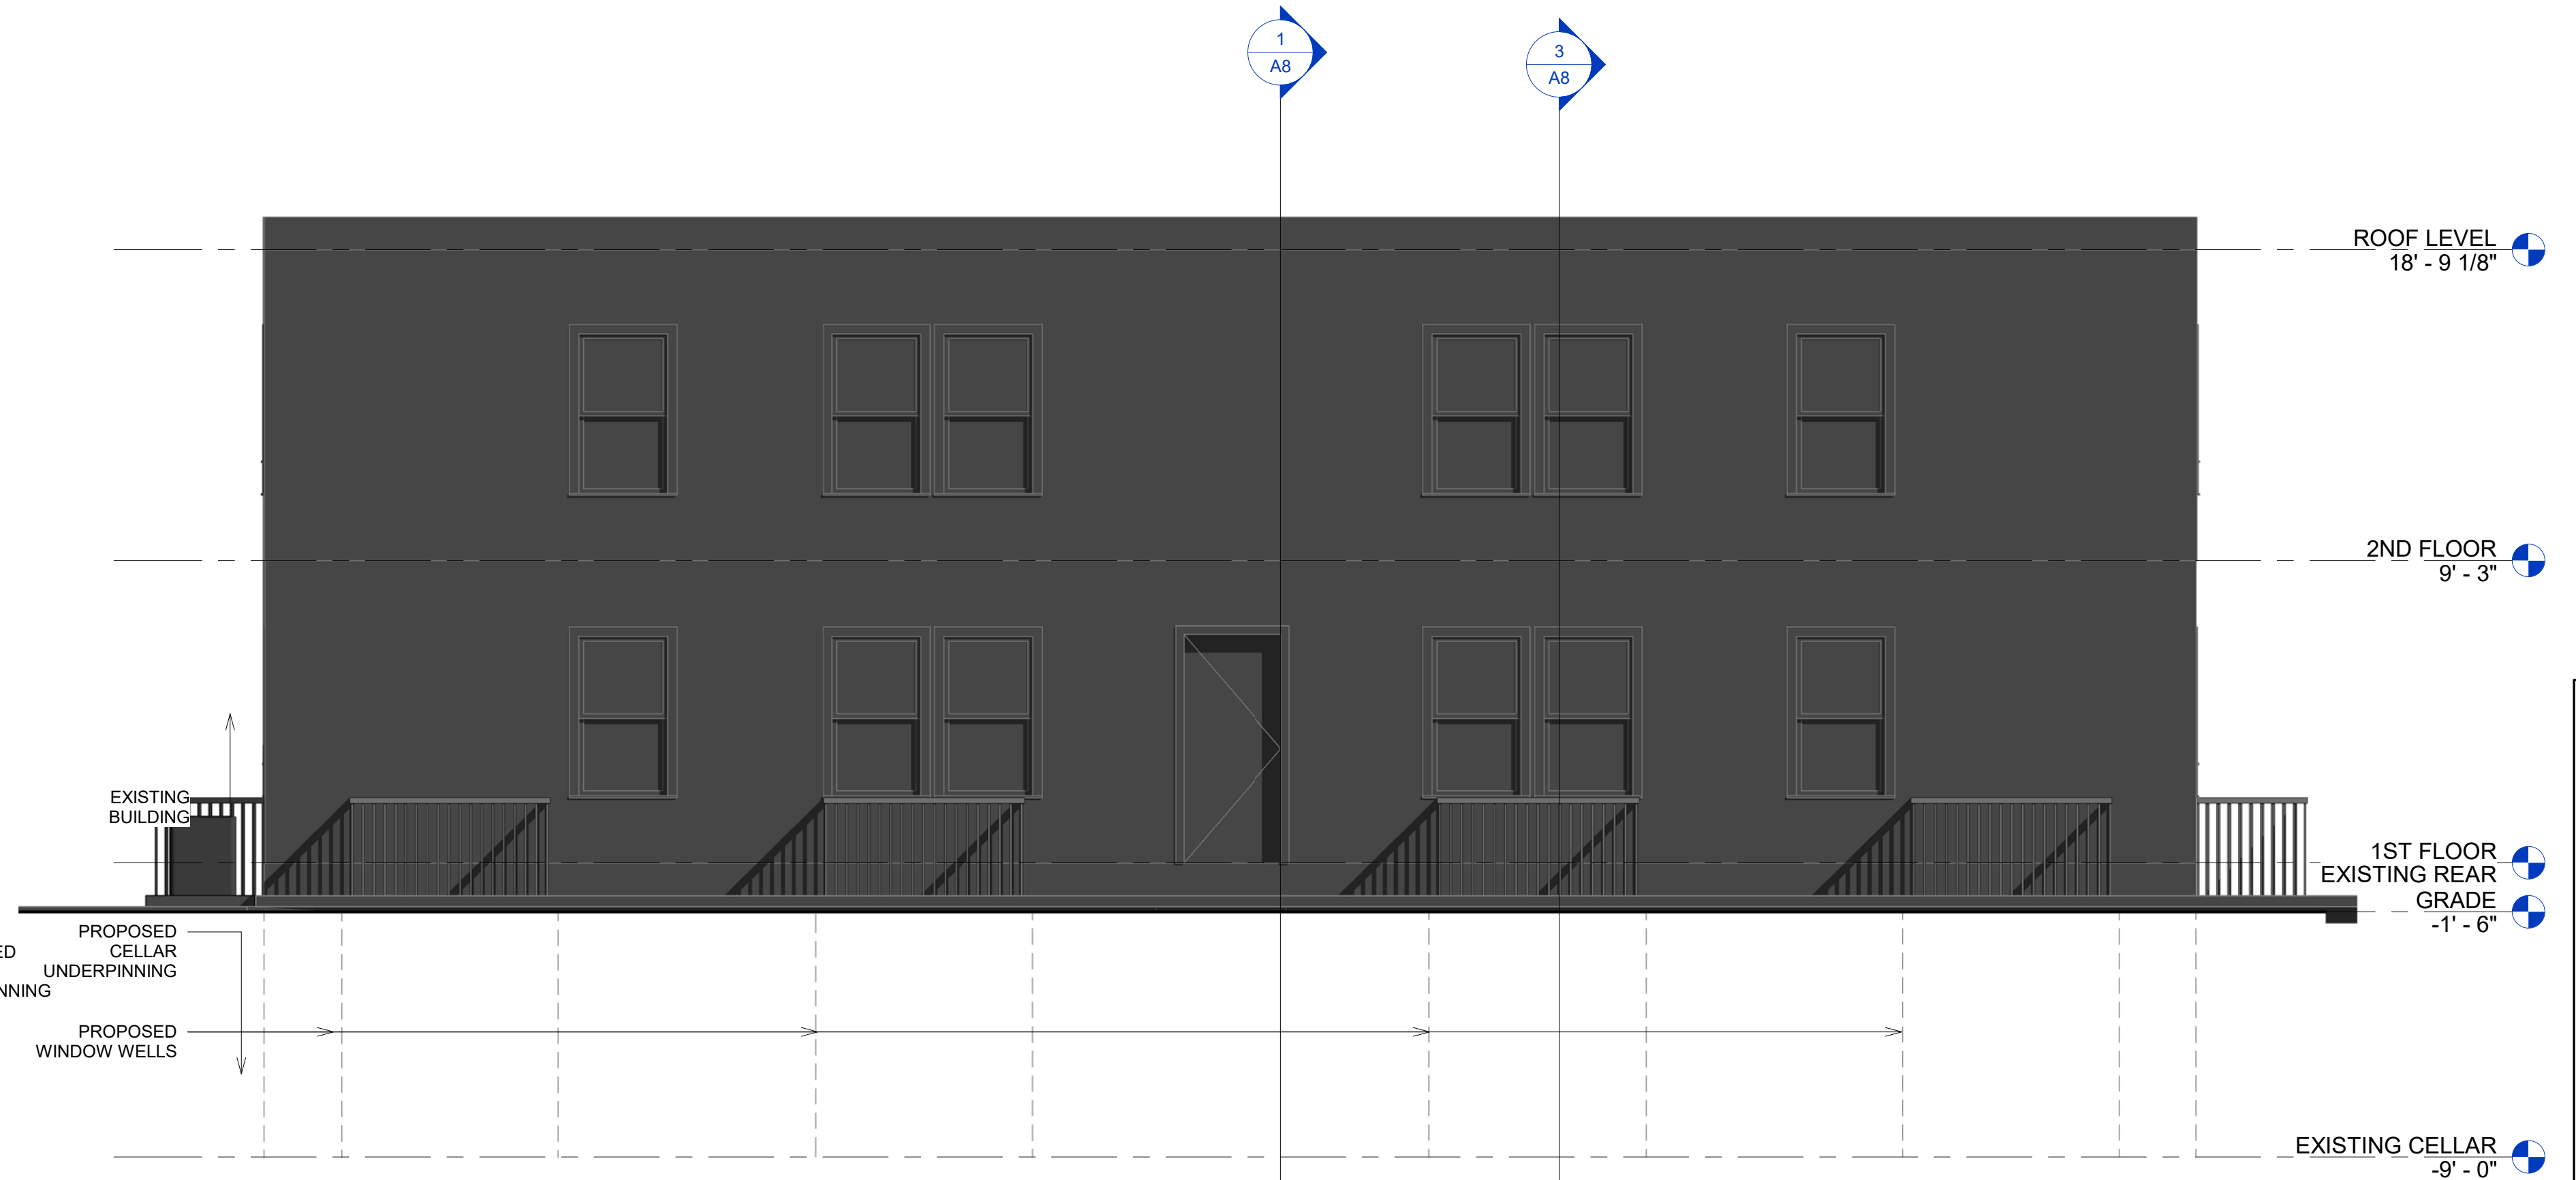 1
A8
3
A8
ROOF LEVEL
18' - 9 1/8"
2ND FLOOR
9' - 3"
EXISTING
BUILDING
1ST FLOOR
EXISTING REAR
GRADE
-1' - 6"
PROPOSED
CELLAR
UNDERPINNING
ED
NNING
PROPOSED
WINDOW WELLS
EXISTING CELLAR
-9' - 0"